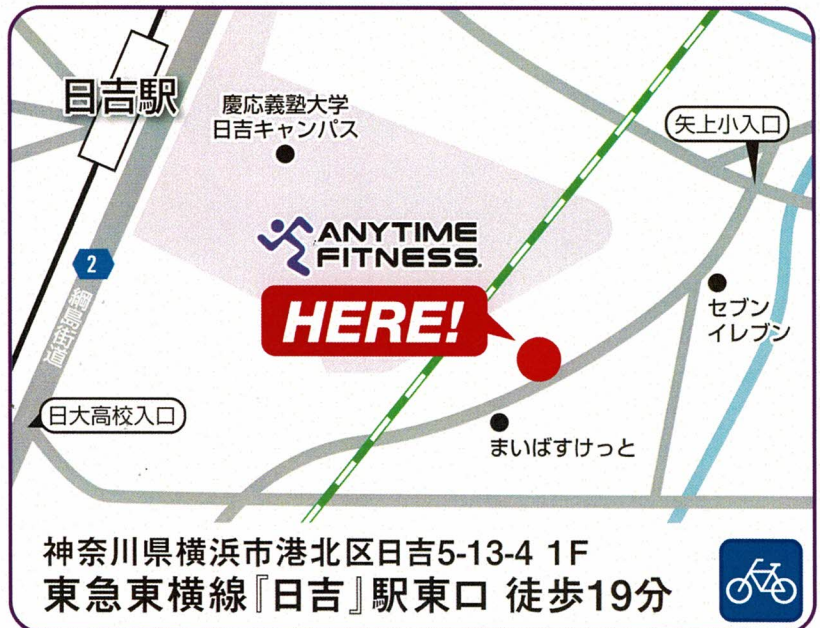 日吉駅
慶応義塾大学
日吉キャンパス
矢上小入口
ANYTIME
FITNESS.
2
綱島街道
HERE!
セブン
イレブン
日大高校入口
まいばすけっと
神奈川県横浜市港北区日吉5-13-4 1F
東急東横線『日吉』駅東口 徒歩19分